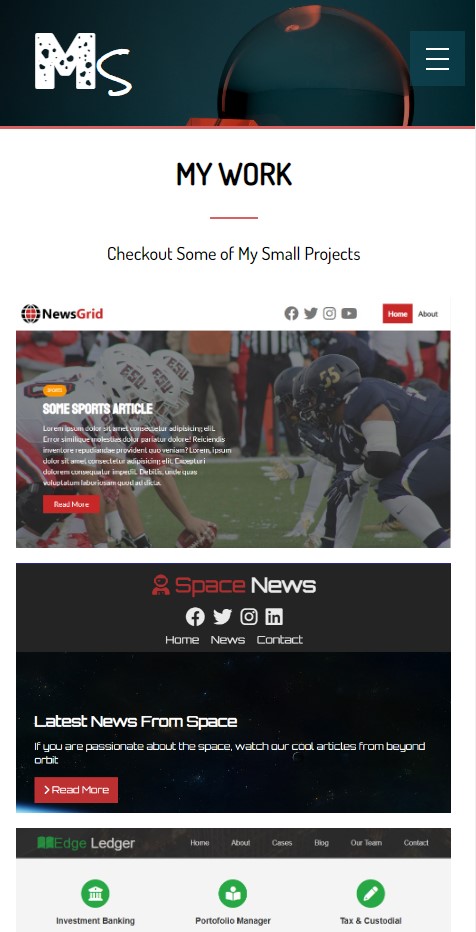 Ms
MY WORK
Checkout Some of My Small Projects
NewsGrid
Home About
SPORTS
SOME SPORTS ARTICLE
Lorem ipsum dolor sit amet consectetur adipisicing elit.
Error similique molestias dolor pariatur dolore! Reiciendis
inventore repudiandae provident quo veniam? Lorem, ipsum
dolor sit amet consectetur adipisicing elit. Excepturi
dolorem consequatur impedit. Debitis, unde quas
voluptatum laboriosam quod ad dicta.
Read More
ESU
ESU
55
Space News
Home News Contact
Latest News From Space
If you are passionate about the space, watch our cool articles from beyond
orbit
Read More
Edge Ledger
Home About Cases Blog Our Team Contact
Investment Banking Portofolio Manager Tax & Custodial